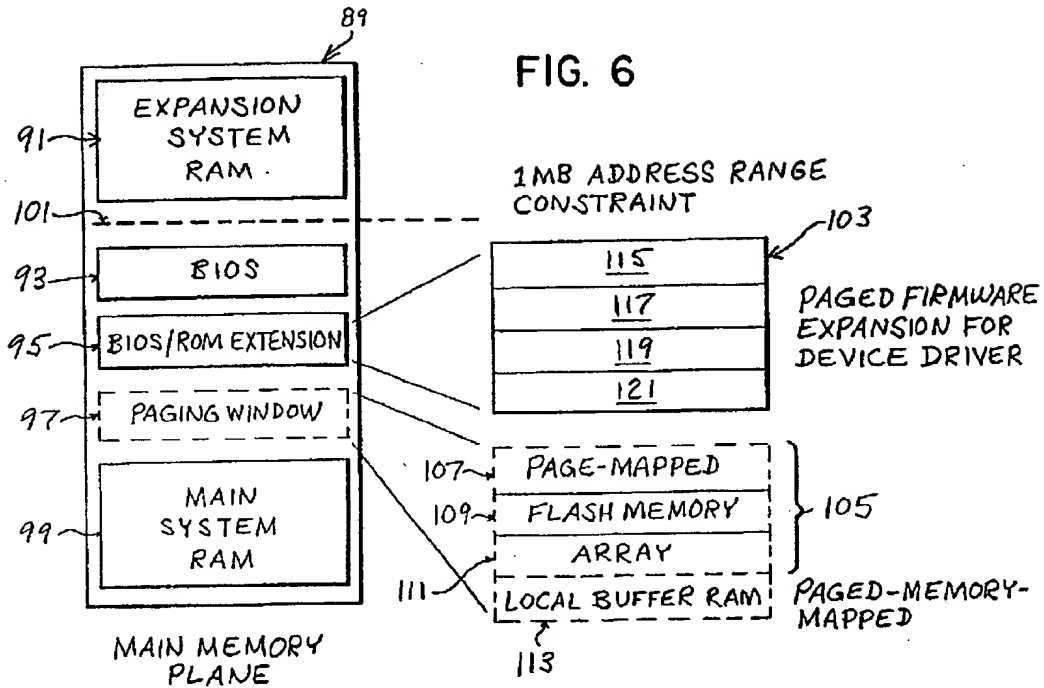 89
FIG. 6
EXPANSION
SYSTEM
RAM
91
1MB ADDRESS RANGE
CONSTRAINT
101
103
93
BIOS
115
117
PAGED FIRMWARE
EXPANSION FOR
DEVICE DRIVER
95
BIOS/ROM EXTENSION
119
121
97
PAGING WINDOW
107
PAGE-MAPPED
109
FLASH MEMORY
105
99
MAIN
SYSTEM
RAM
ARRAY
111
LOCAL BUFFER RAM
PAGED-MEMORY-
MAPPED
113
MAIN MEMORY
PLANE